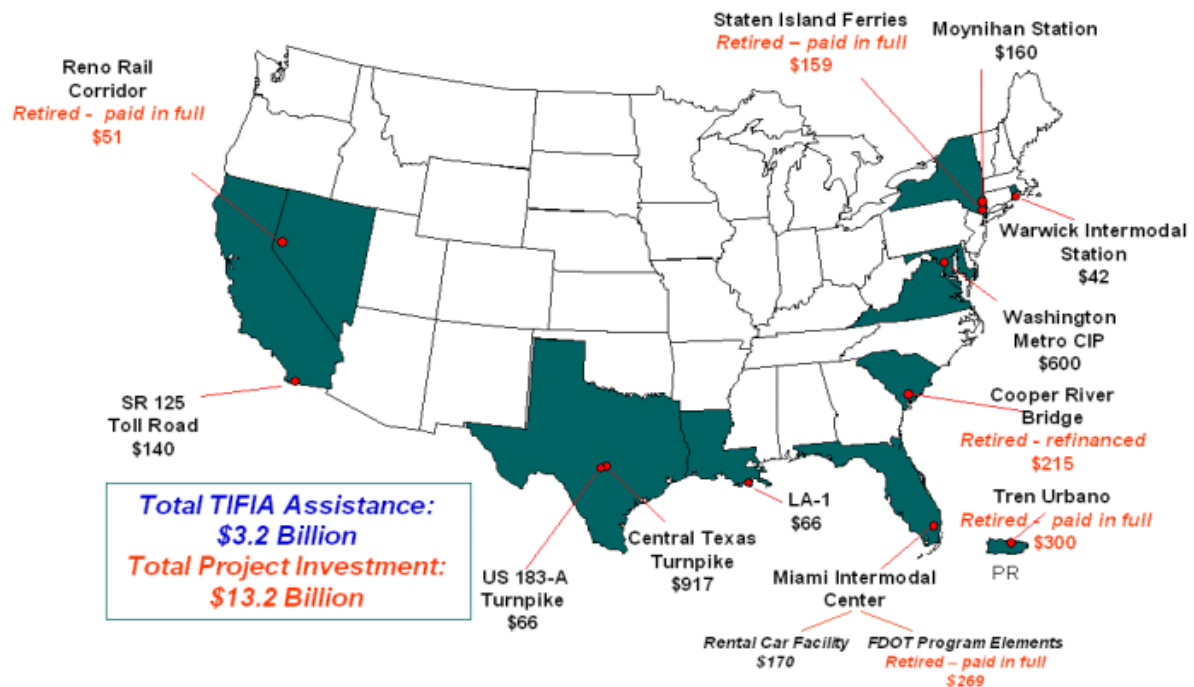 Staten Island Ferries
Retired – paid in full
$159
Moynihan Station
$160
Reno Rail
Corridor
Retired - paid in full
$51
Warwick Intermodal
Station
$42
Washington
Metro CIP
$600
Cooper River
Bridge
Retired - refinanced
$215
SR 125
Toll Road
$140
Total TIFIA Assistance:
$3.2 Billion
Total Project Investment:
$13.2 Billion
LA-1
$66
Tren Urbano
Retired - paid in full
$300
PR
Central Texas
Turnpike
$917
US 183-A
Turnpike
$66
Miami Intermodal
Center
Rental Car Facility
$170
FDOT Program Elements
Retired – paid in full
$269